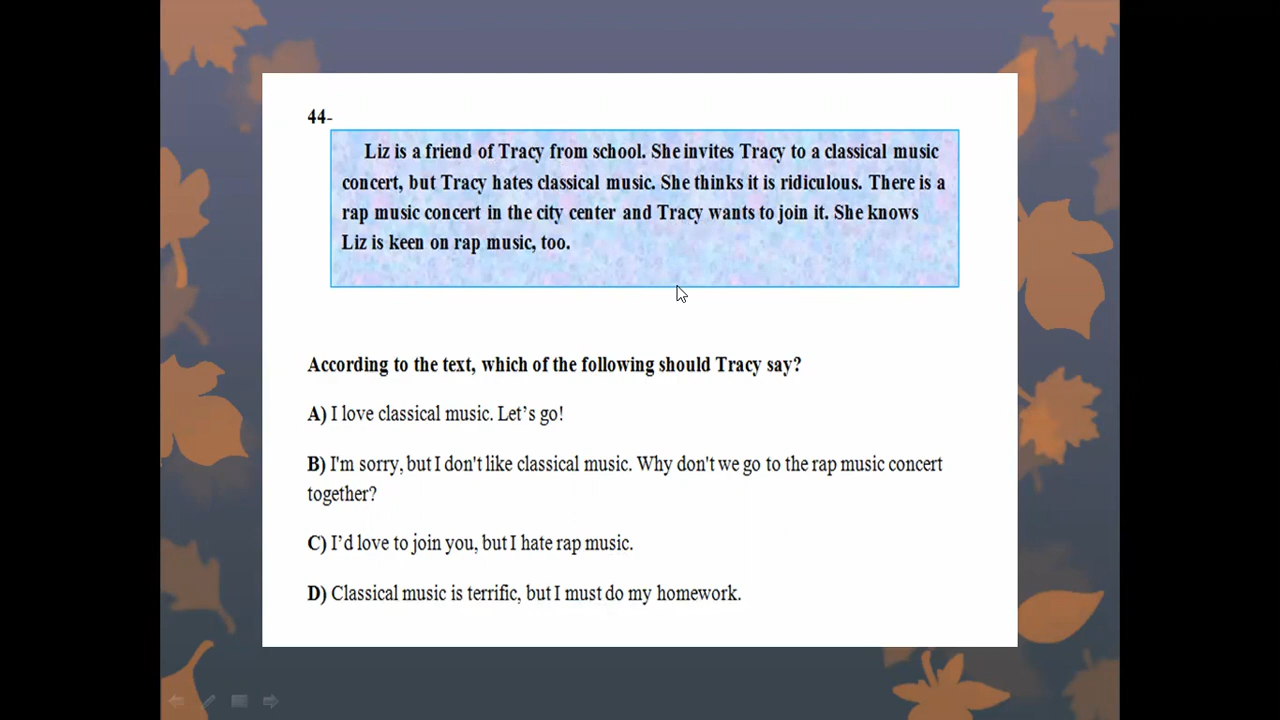 44-
Liz is a friend of Tracy from school. She invites Tracy to a classical music
concert, but Tracy hates classical music. She thinks it is ridiculous. There is a
rap music concert in the city center and Tracy wants to join it. She knows
Liz is keen on rap music, too.
According to the text, which of the following should Tracy say?
A) I love classical music. Let’s go!
B) I'm sorry, but I don't like classical music. Why don't we go to the rap music concert
together?
C) I’d love to join you, but I hate rap music.
D) Classical music is terrific, but I must do my homework.